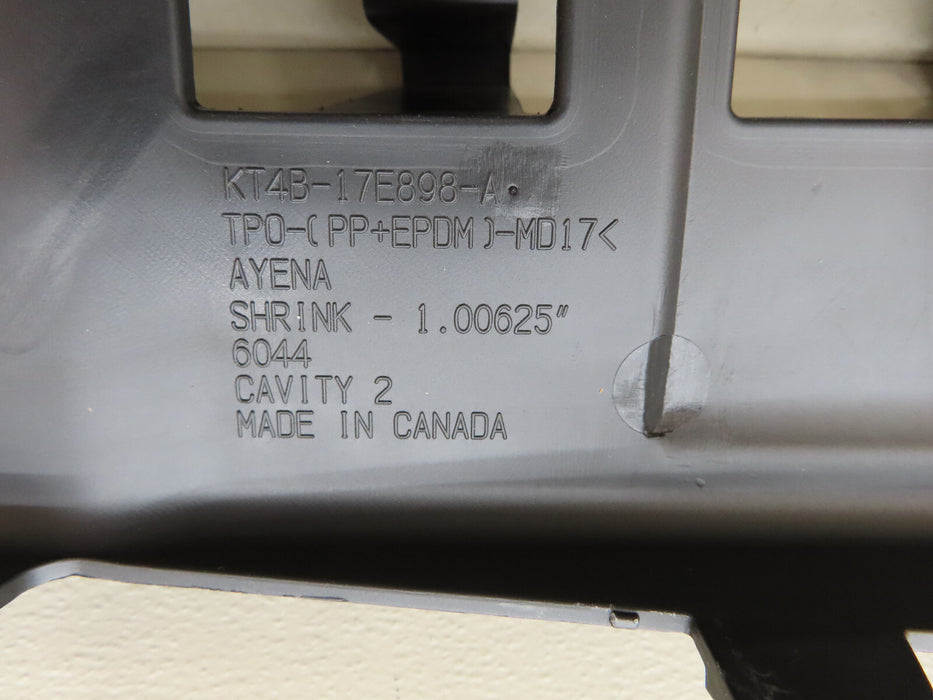 KT4B-17E898-A.
TPO-(PP+EPDM)-MD17<
AYENA
SHRINK - 1.00625"
6044
CAVITY 2
MADE IN CANADA